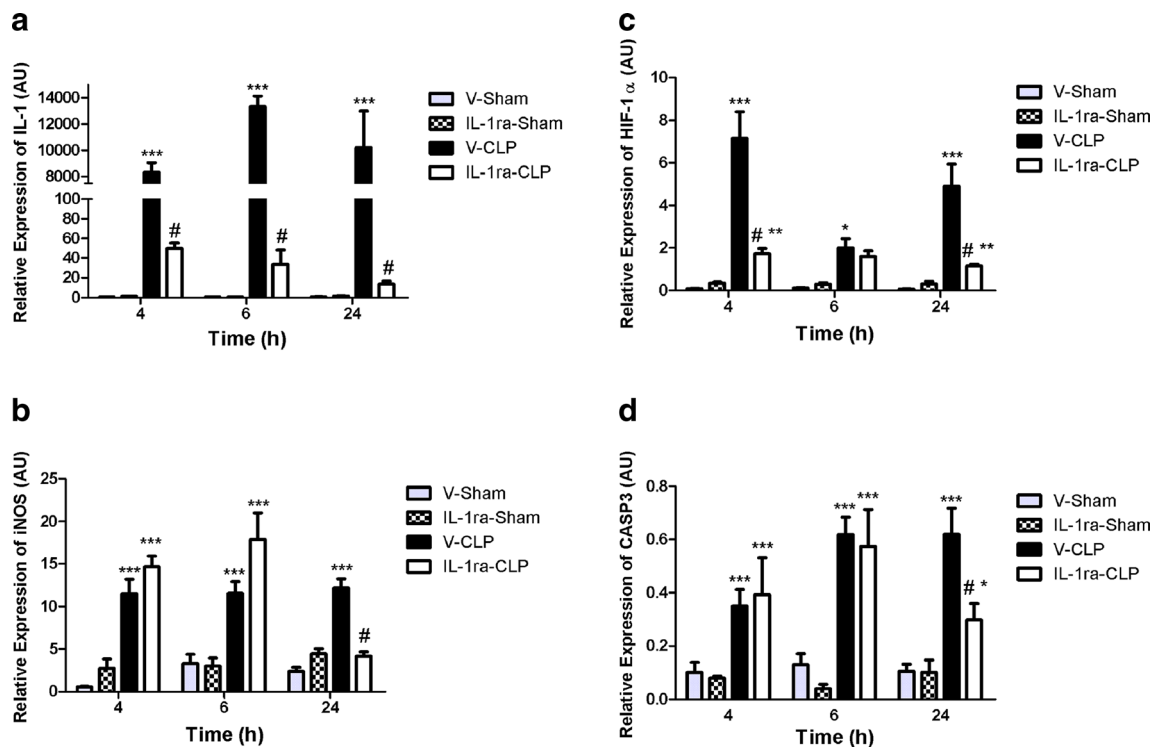 a
Relative Expression of IL-1 (AU)
14000
12000
10000
8000
100
80
60
40
20
0
***
***
***
#
#
#
4 6 24
Time (h)
V-Sham
IL-1ra-Sham
V-CLP
IL-1ra-CLP
c
Relative Expression of HIF-1 α (AU)
10
8
6
4
2
0
***
# **
*
***
# **
4 6 24
Time (h)
V-Sham
IL-1ra-Sham
V-CLP
IL-1ra-CLP
b
Relative Expression of iNOS (AU)
25
20
15
10
5
0
***
***
***
***
***
#
4 6 24
Time (h)
V-Sham
IL-1ra-Sham
V-CLP
IL-1ra-CLP
d
Relative Expression of CASP3 (AU)
0.8
0.6
0.4
0.2
0.0
***
***
***
***
***
# *
4 6 24
Time (h)
V-Sham
IL-1ra-Sham
V-CLP
IL-1ra-CLP